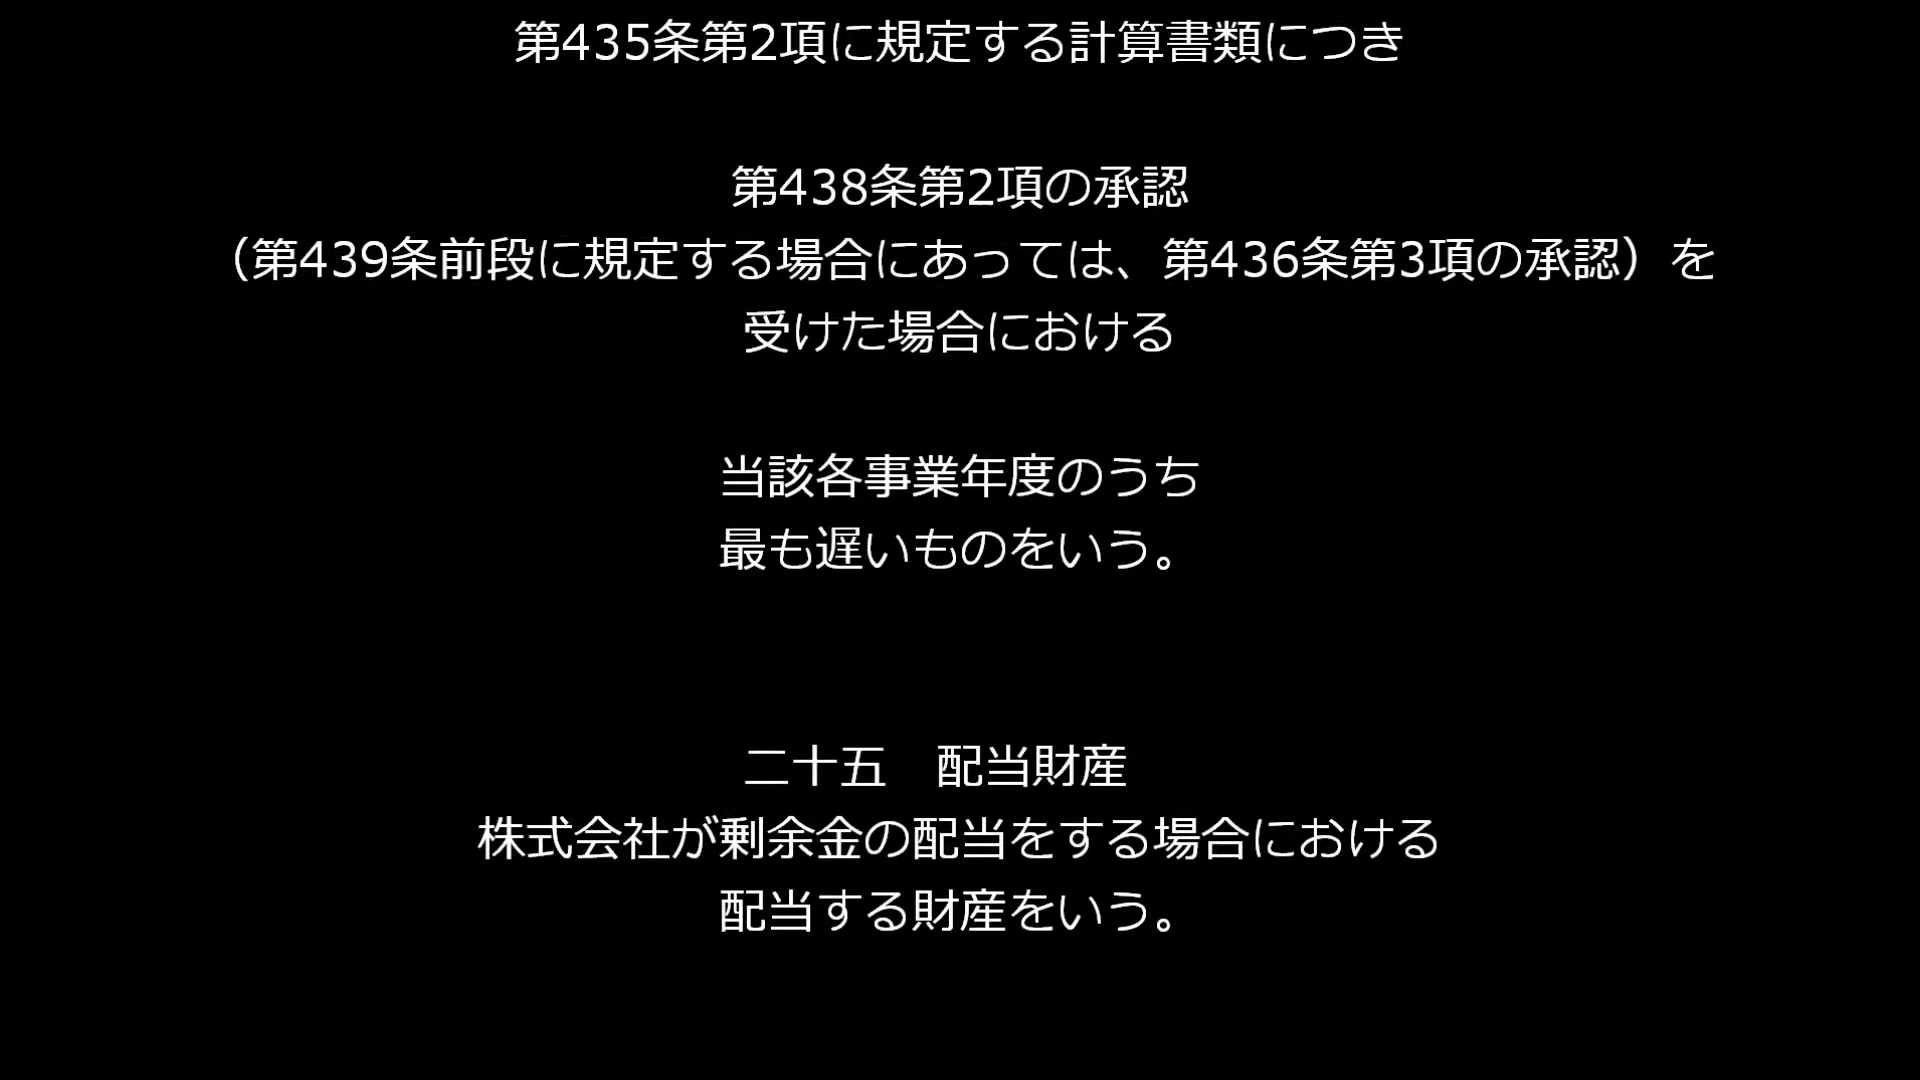 第435条第2項に規定する計算書類につき
第438条第2項の承認
（第439条前段に規定する場合にあっては、第436条第3項の承認）を
受けた場合における
当該各事業年度のうち
最も遅いものをいう。
二十五　配当財産
株式会社が剰余金の配当をする場合における
配当する財産をいう。